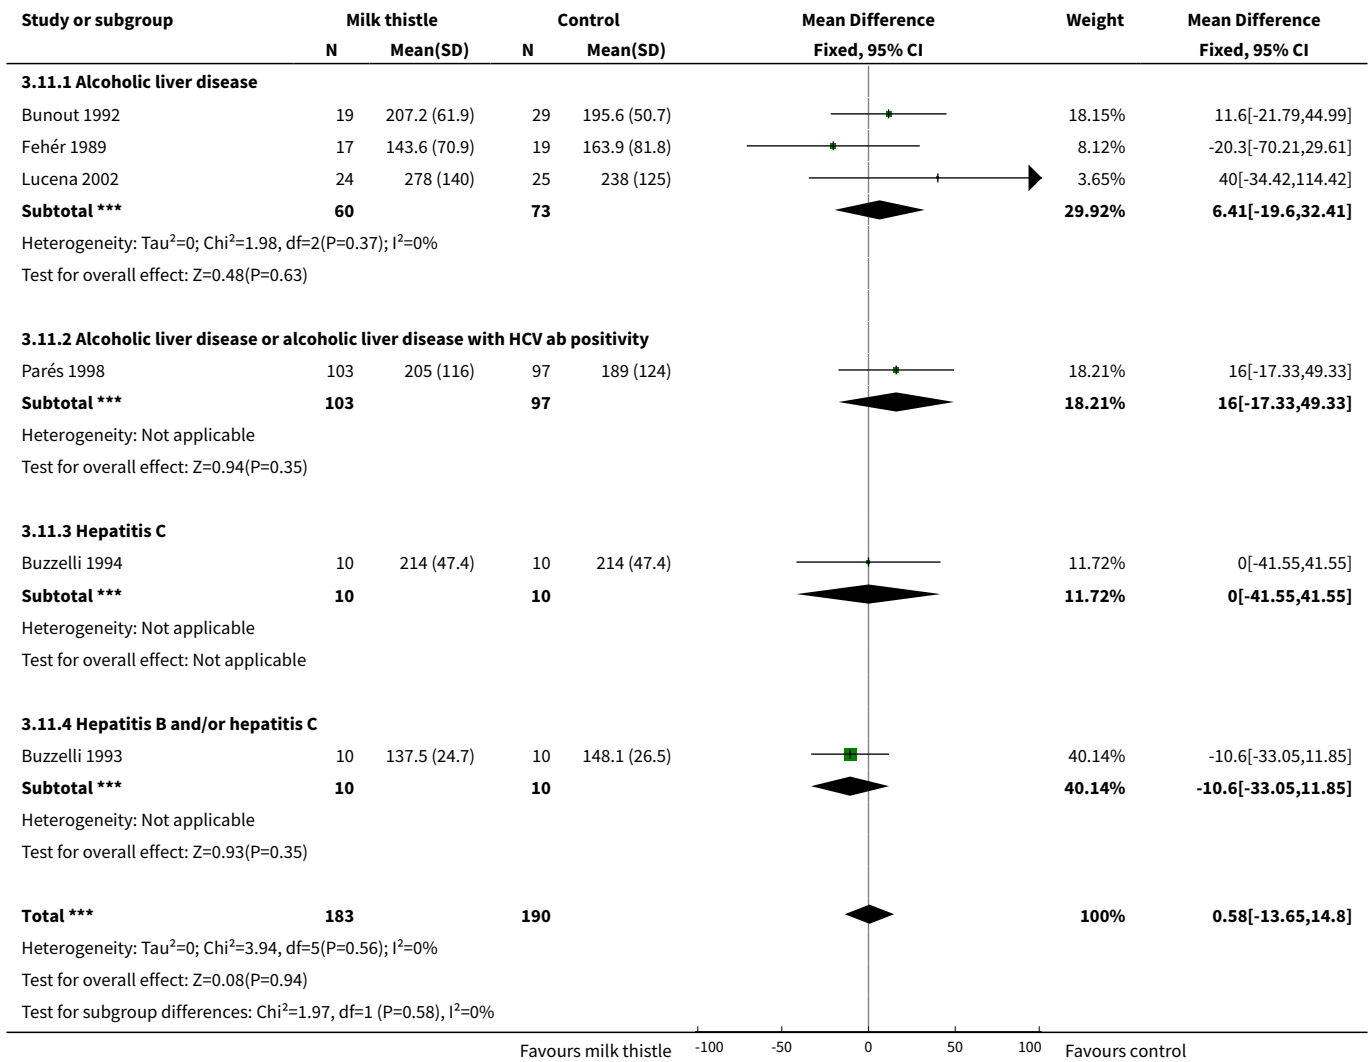 Study or subgroup Milk thistle Control Mean Difference Weight Mean Difference
N Mean(SD) N Mean(SD) Fixed, 95% CI Fixed, 95% CI
3.11.1 Alcoholic liver disease
Bunout 1992 19 207.2 (61.9) 29 195.6 (50.7) 18.15% 11.6[-21.79,44.99]
Fehér 1989 17 143.6 (70.9) 19 163.9 (81.8) 8.12% -20.3[-70.21,29.61]
Lucena 2002 24 278 (140) 25 238 (125) 3.65% 40[-34.42,114.42]
Subtotal *** 60 73 29.92% 6.41[-19.6,32.41]
Heterogeneity: Tau²=0; Chi²=1.98, df=2(P=0.37); I²=0%
Test for overall effect: Z=0.48(P=0.63)
3.11.2 Alcoholic liver disease or alcoholic liver disease with HCV ab positivity
Parés 1998 103 205 (116) 97 189 (124) 18.21% 16[-17.33,49.33]
Subtotal *** 103 97 18.21% 16[-17.33,49.33]
Heterogeneity: Not applicable
Test for overall effect: Z=0.94(P=0.35)
3.11.3 Hepatitis C
Buzzelli 1994 10 214 (47.4) 10 214 (47.4) 11.72% 0[-41.55,41.55]
Subtotal *** 10 10 11.72% 0[-41.55,41.55]
Heterogeneity: Not applicable
Test for overall effect: Not applicable
3.11.4 Hepatitis B and/or hepatitis C
Buzzelli 1993 10 137.5 (24.7) 10 148.1 (26.5) 40.14% -10.6[-33.05,11.85]
Subtotal *** 10 10 40.14% -10.6[-33.05,11.85]
Heterogeneity: Not applicable
Test for overall effect: Z=0.93(P=0.35)
Total *** 183 190 100% 0.58[-13.65,14.8]
Heterogeneity: Tau²=0; Chi²=3.94, df=5(P=0.56); I²=0%
Test for overall effect: Z=0.08(P=0.94)
Test for subgroup differences: Chi²=1.97, df=1 (P=0.58), I²=0%
Favours milk thistle -100 -50 0 50 100 Favours control